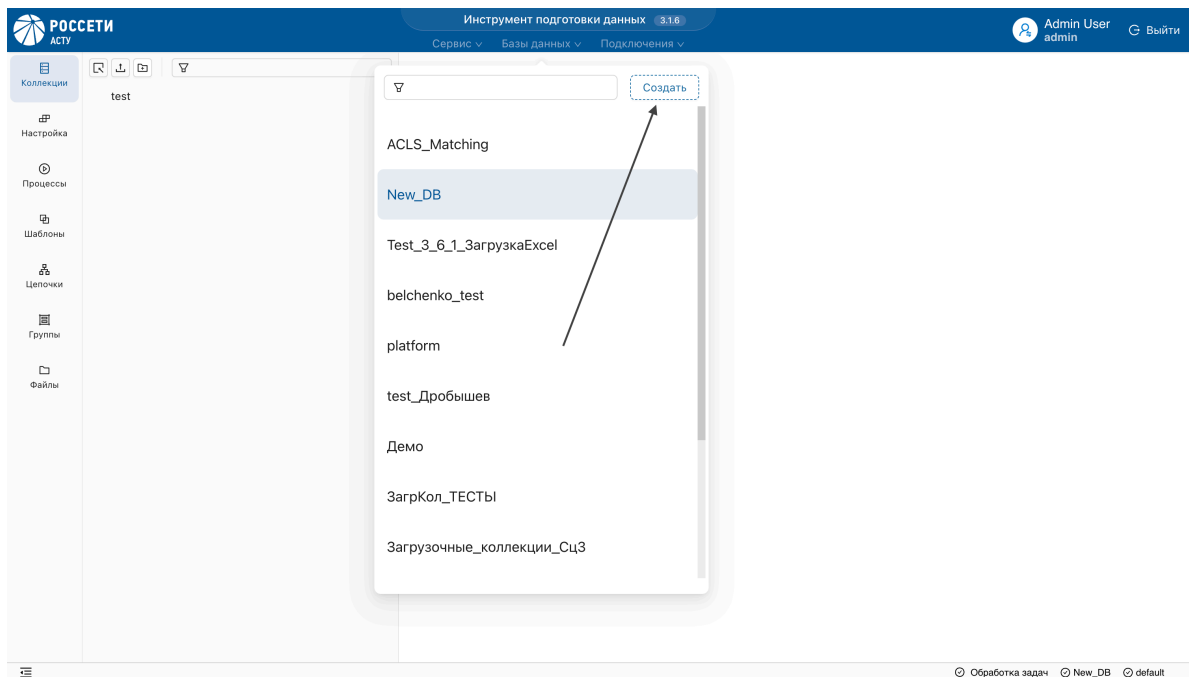 РОССЕТИ
АСТУ
Инструмент подготовки данных 3.1.6
Сервис Базы данных Подключения
Admin User
admin
Выйти
Коллекции
Настройка
Процессы
Шаблоны
Цепочки
Группы
Файлы
test
Создать
ACLS_Matching
New_DB
Test_3_6_1_ЗагрузкаExcel
belchenko_test
platform
test_Дробышев
Демо
ЗагрКол_ТЕСТЫ
Загрузочные_коллекции_Сц3
Обработка задач New_DB default